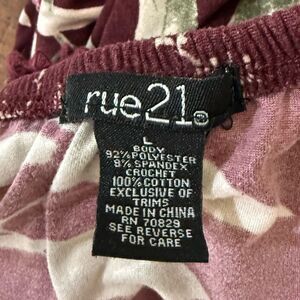 rue21®
L
BODY
92%POLYESTER
8% SPANDEX
CROCHET
100%COTTON
EXCLUSIVE OF
TRIMS
MADE IN CHINA
RN 70829
SEE REVERSE
FOR CARE